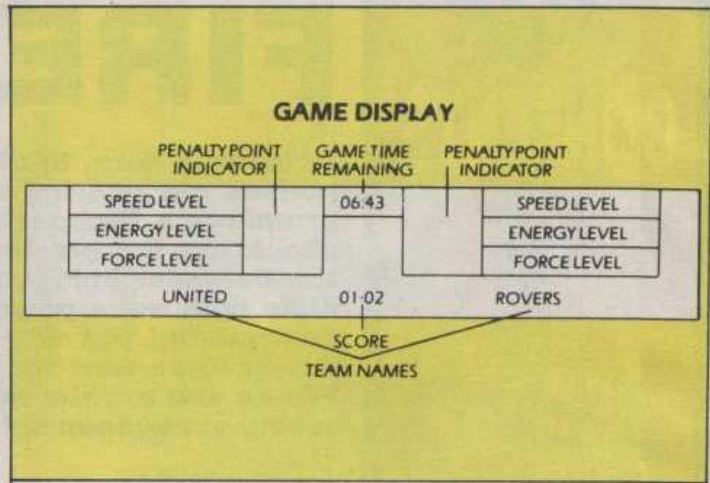 GAME DISPLAY
PENALTY POINT INDICATOR
GAME TIME REMAINING
PENALTY POINT INDICATOR
SPEED LEVEL 06:43 SPEED LEVEL
ENERGY LEVEL ENERGY LEVEL
FORCE LEVEL FORCE LEVEL
UNITED 01-02 ROVERS
SCORE
TEAM NAMES